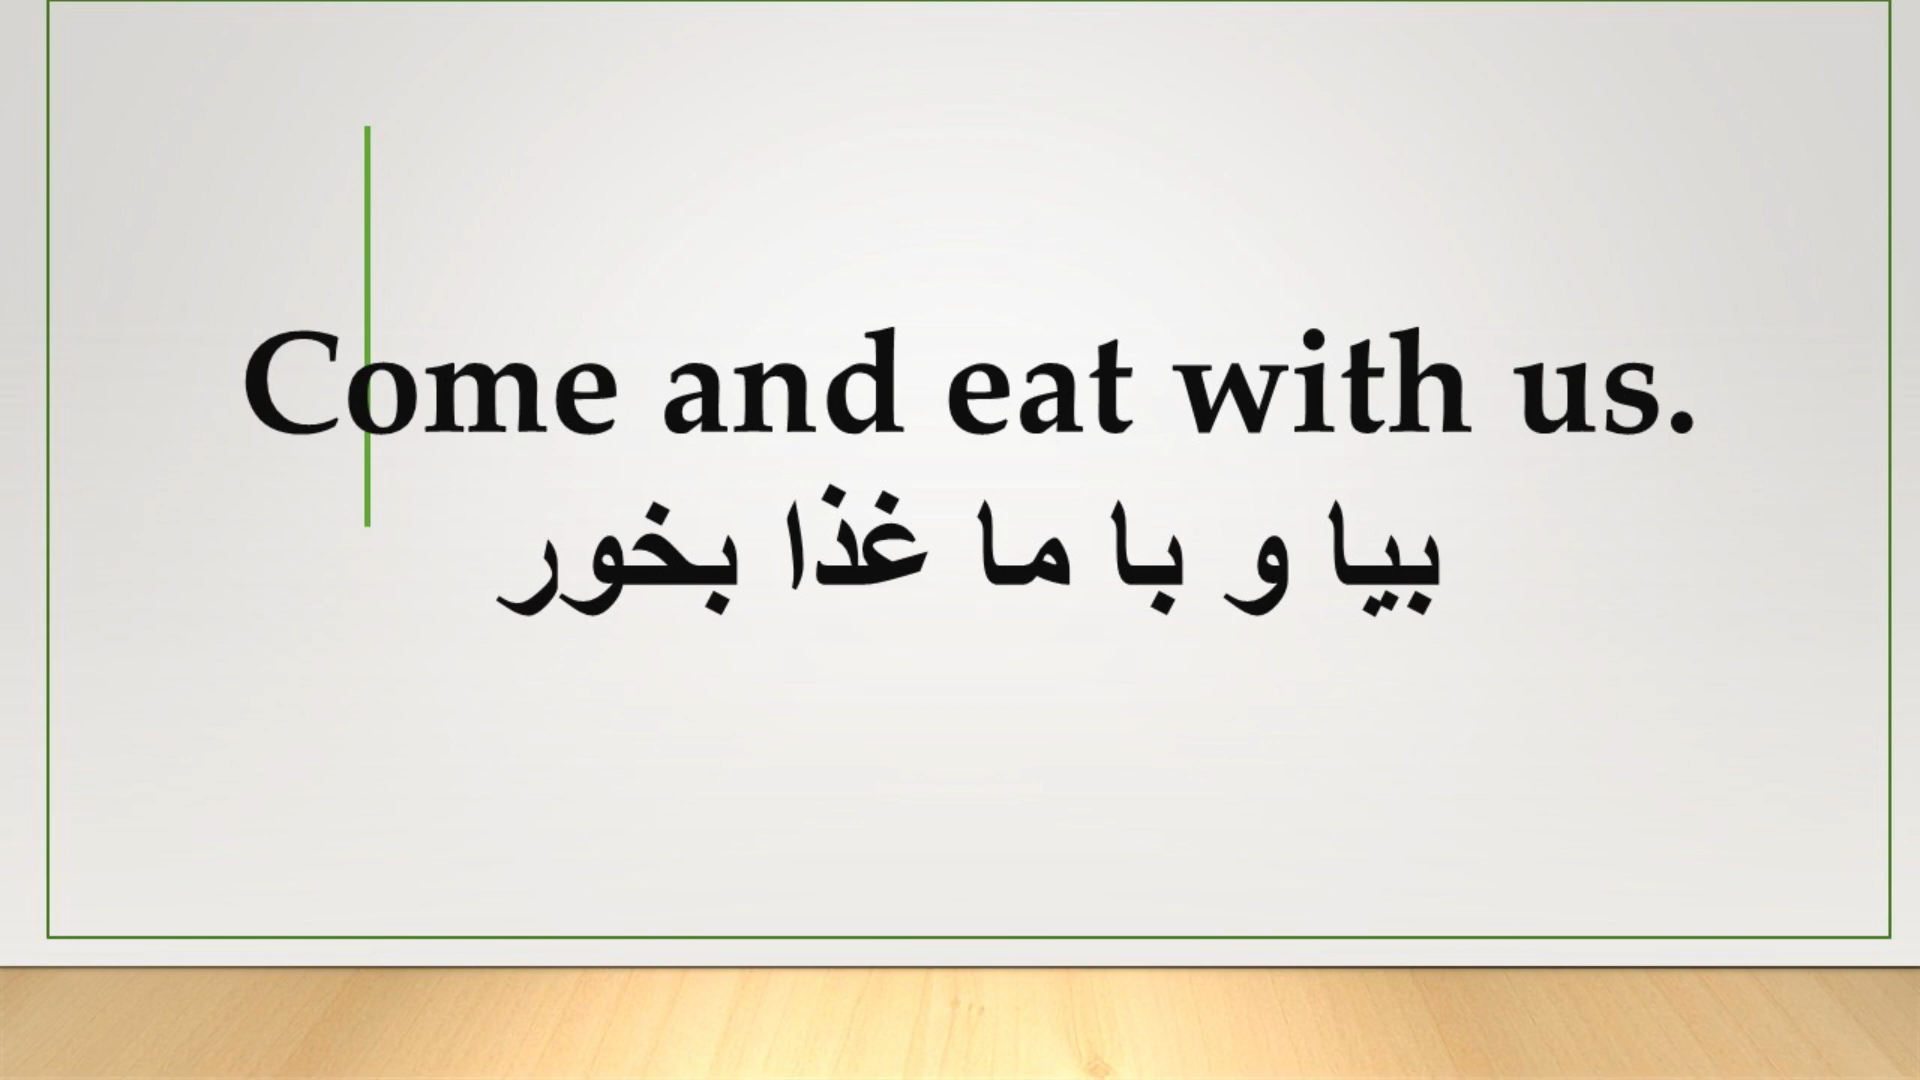 Come and eat with us.
بیا و با ما غذا بخور